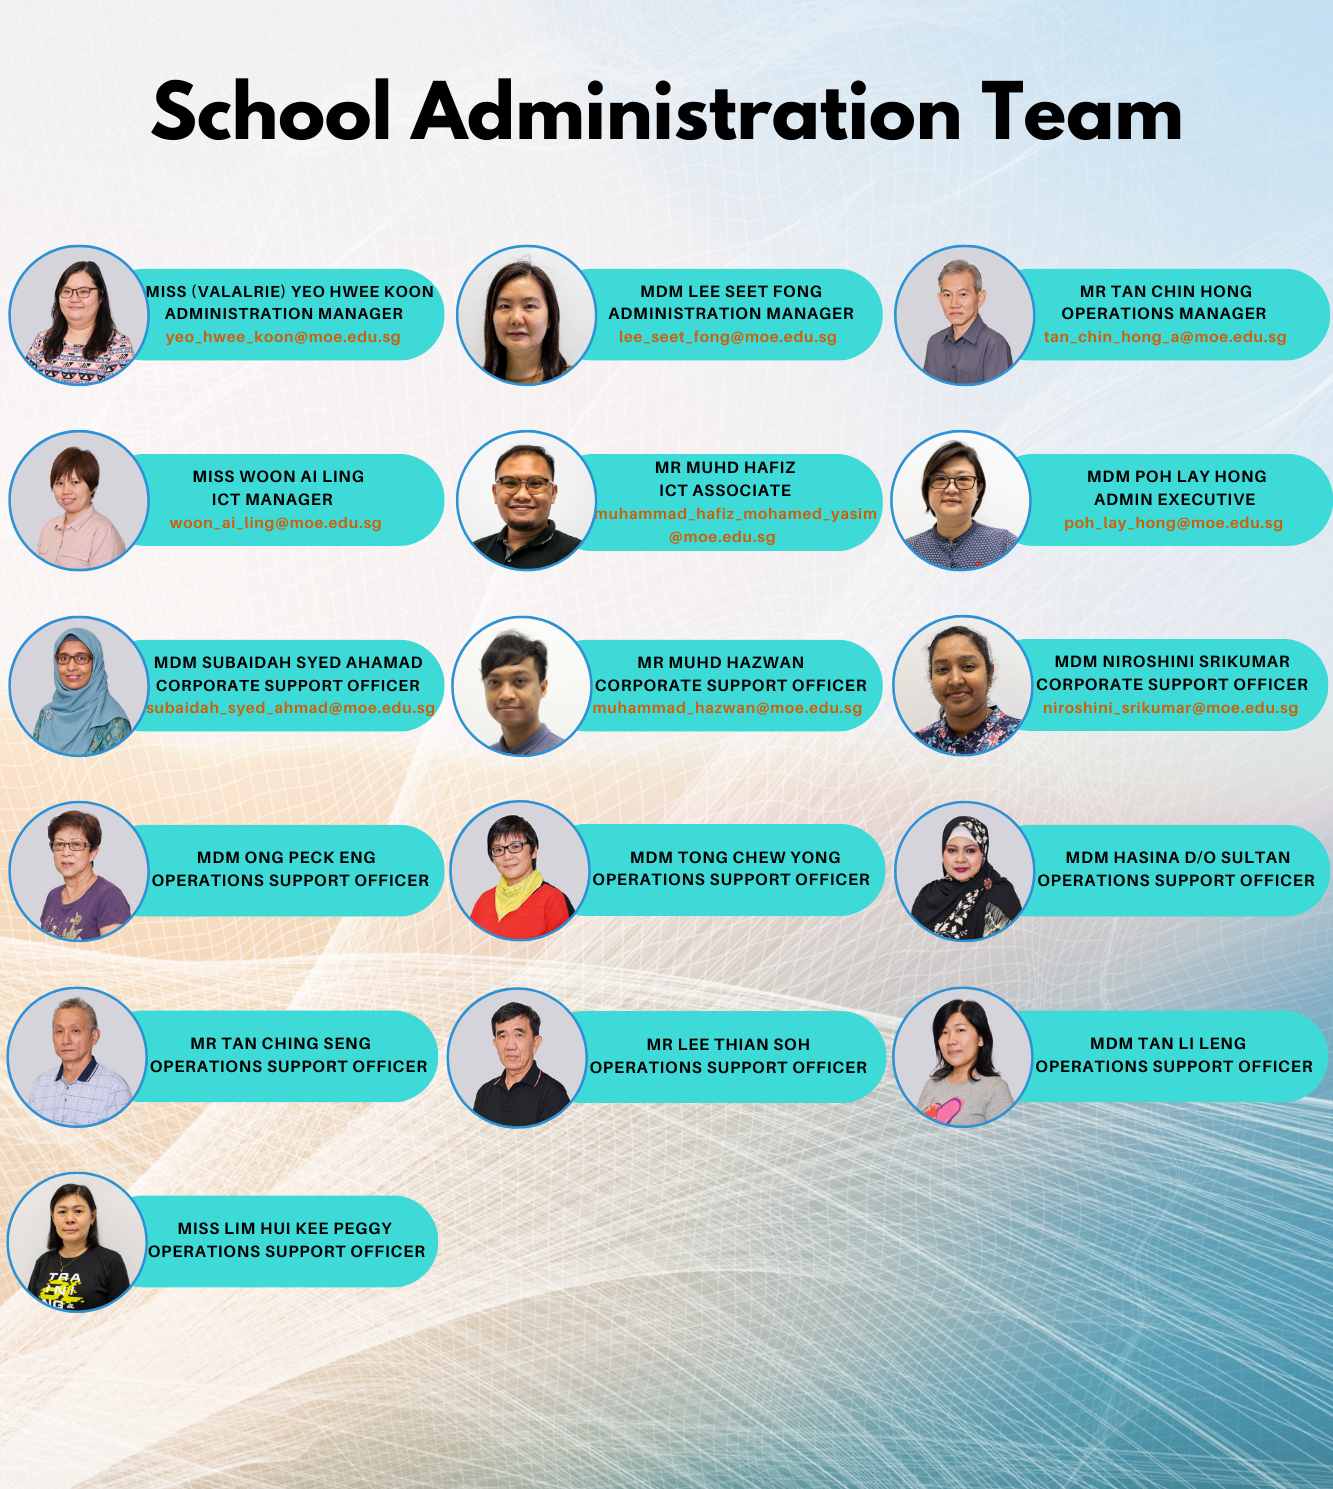 School Administration Team
MISS (VALALRIE) YEO HWEE KOON
ADMINISTRATION MANAGER
yeo_hwee_koon@moe.edu.sg
MDM LEE SEET FONG
ADMINISTRATION MANAGER
lee_seet_fong@moe.edu.sg
MR TAN CHIN HONG
OPERATIONS MANAGER
tan_chin_hong_a@moe.edu.sg
MISS WOON AI LING
ICT MANAGER
woon_ai_ling@moe.edu.sg
MR MUHD HAFIZ
ICT ASSOCIATE
muhammad_hafiz_mohamed_yasim
@moe.edu.sg
MDM POH LAY HONG
ADMIN EXECUTIVE
poh_lay_hong@moe.edu.sg
MDM SUBAIDAH SYED AHAMAD
CORPORATE SUPPORT OFFICER
subaidah_syed_ahmad@moe.edu.sg
MR MUHD HAZWAN
CORPORATE SUPPORT OFFICER
muhammad_hazwan@moe.edu.sg
MDM NIROSHINI SRIKUMAR
CORPORATE SUPPORT OFFICER
niroshini_srikumar@moe.edu.sg
MDM ONG PECK ENG
OPERATIONS SUPPORT OFFICER
MDM TONG CHEW YONG
OPERATIONS SUPPORT OFFICER
MDM HASINA D/O SULTAN
OPERATIONS SUPPORT OFFICER
MR TAN CHING SENG
OPERATIONS SUPPORT OFFICER
MR LEE THIAN SOH
OPERATIONS SUPPORT OFFICER
MDM TAN LI LENG
OPERATIONS SUPPORT OFFICER
MISS LIM HUI KEE PEGGY
OPERATIONS SUPPORT OFFICER
TRA
INI
NG&